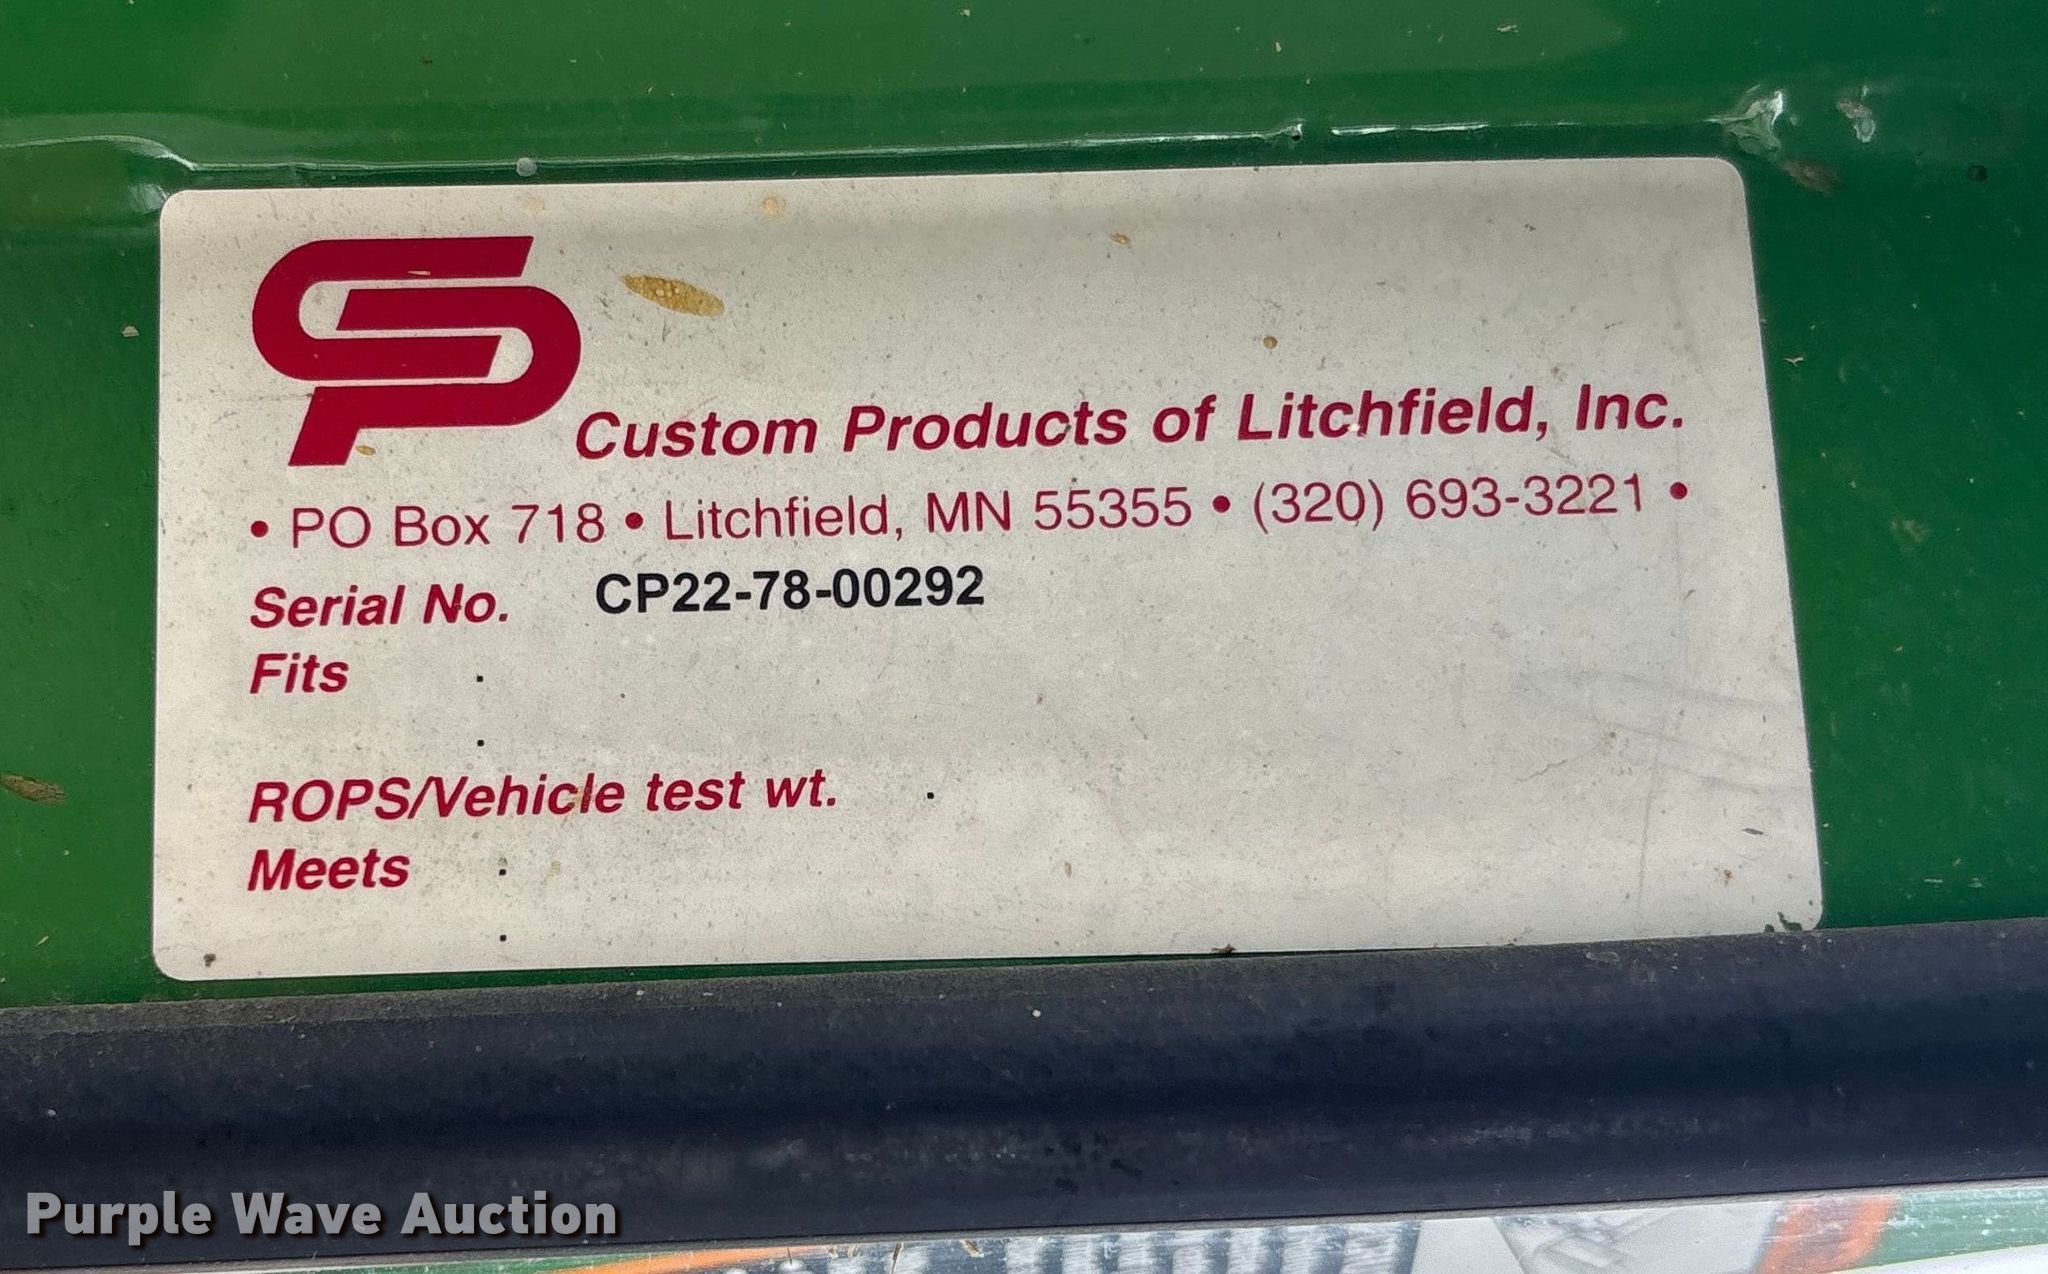 CP
Custom Products of Litchfield, Inc.
• PO Box 718 • Litchfield, MN 55355 • (320) 693-3221 •
Serial No. CP22-78-00292
Fits .
.
ROPS/Vehicle test wt. .
Meets .
.
Purple Wave Auction